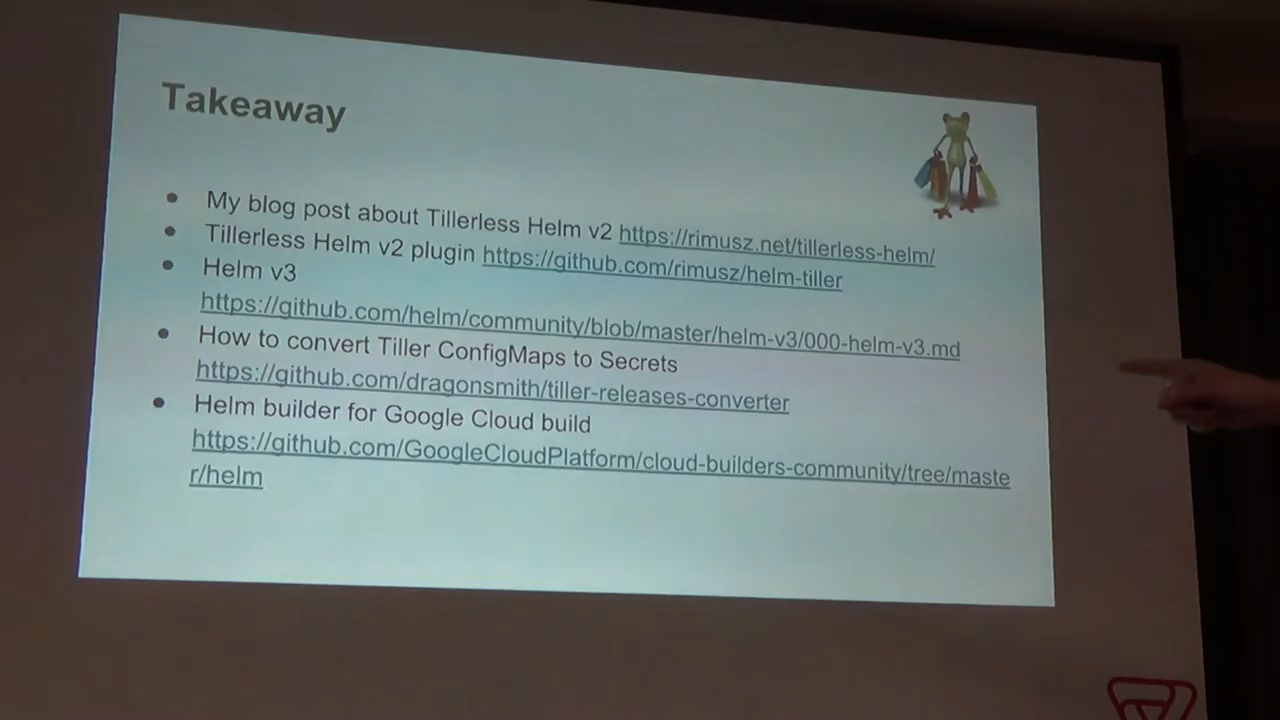 Takeaway
My blog post about Tillerless Helm v2 https://rimusz.net/tillerless-helm/
Tillerless Helm v2 plugin https://github.com/rimusz/helm-tiller
Helm v3
https://github.com/helm/community/blob/master/helm-v3/000-helm-v3.md
How to convert Tiller ConfigMaps to Secrets
https://github.com/dragonsmith/tiller-releases-converter
Helm builder for Google Cloud build
https://github.com/GoogleCloudPlatform/cloud-builders-community/tree/maste
r/helm